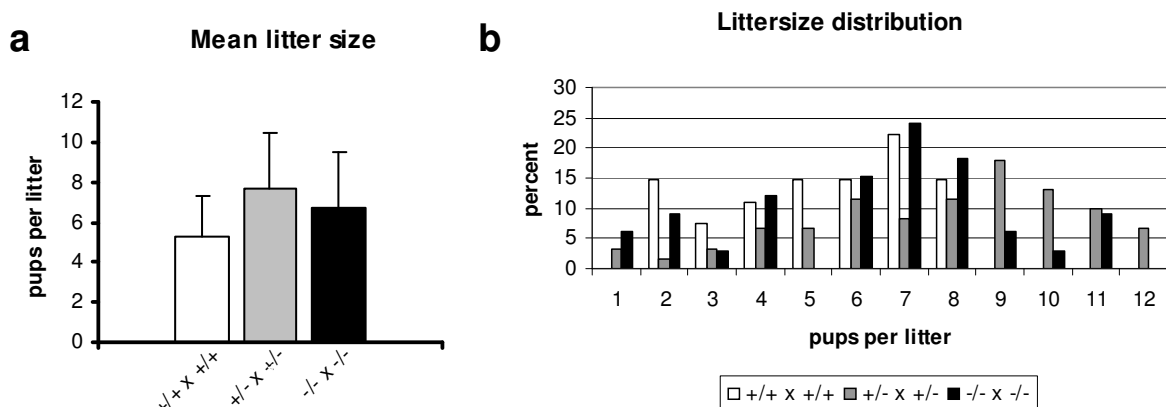 a
Mean litter size
12
10
8
6
4
2
0
pups per litter
+/+ x +/+
+/- x +/-
-/- x -/-
b
Littersize distribution
30
25
20
15
10
5
0
percent
1 2 3 4 5 6 7 8 9 10 11 12
pups per litter
+/+ x +/+ +/- x +/- -/- x -/-